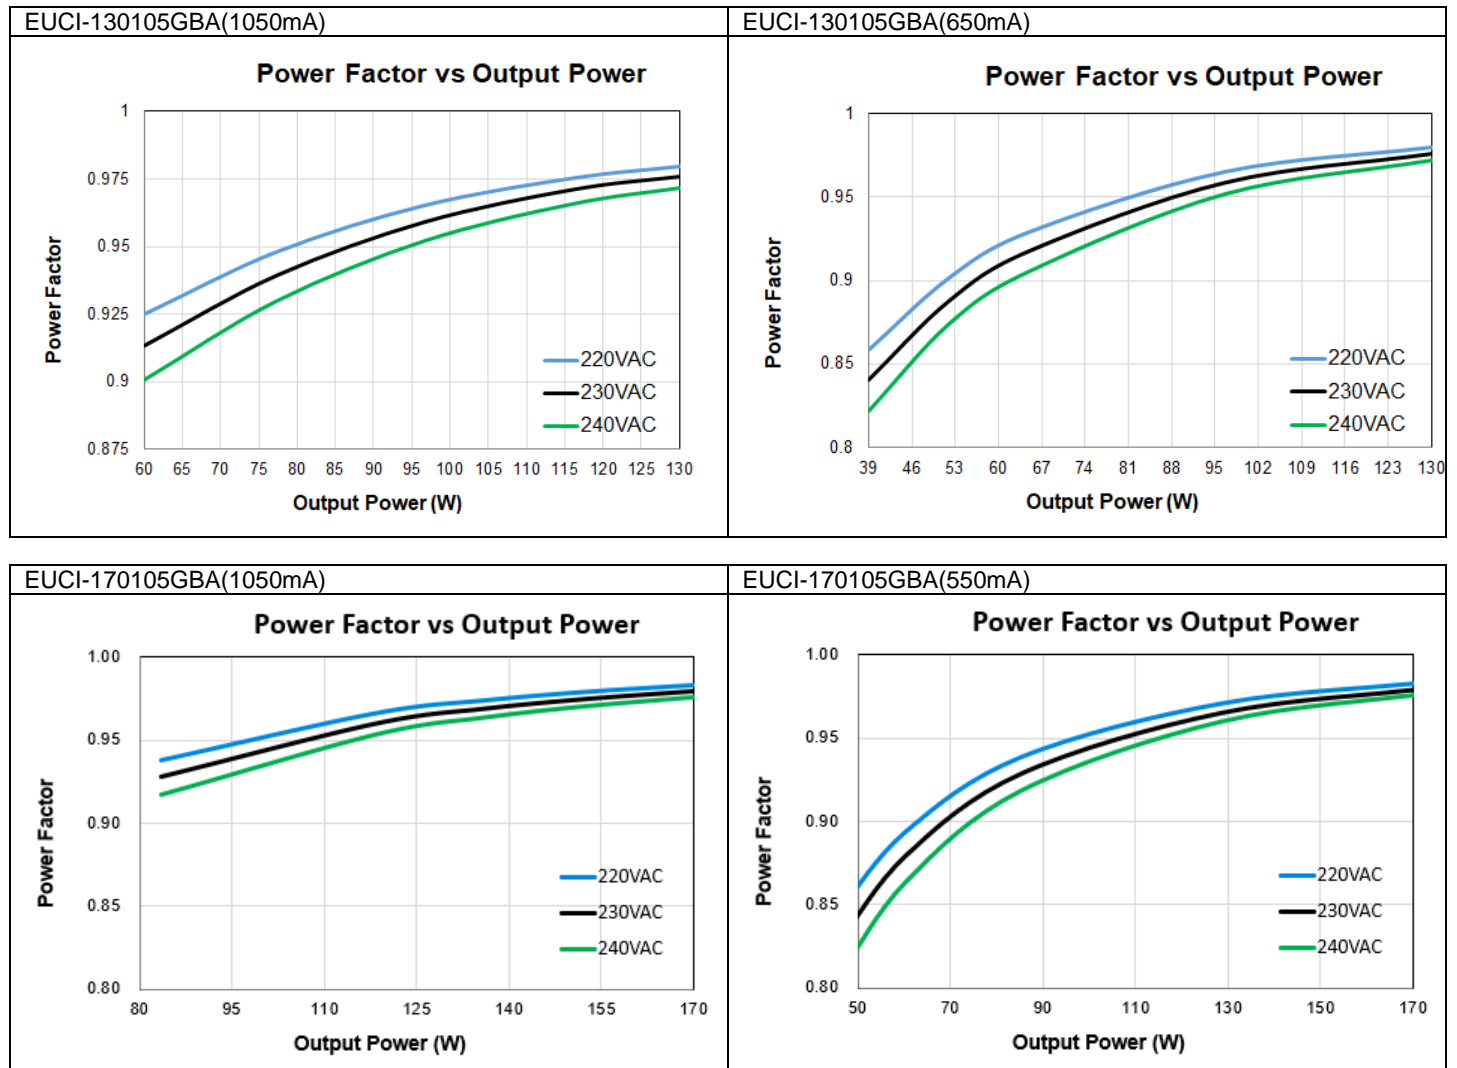 EUCI-130105GBA(1050mA)
Power Factor vs Output Power
1
0.975
0.95
0.925
0.9
0.875
Power Factor
220VAC
230VAC
240VAC
60 65 70 75 80 85 90 95 100 105 110 115 120 125 130
Output Power (W)
EUCI-130105GBA(650mA)
Power Factor vs Output Power
1
0.95
0.9
0.85
0.8
Power Factor
220VAC
230VAC
240VAC
39 46 53 60 67 74 81 88 95 102 109 116 123 130
Output Power (W)
EUCI-170105GBA(1050mA)
Power Factor vs Output Power
1.00
0.95
0.90
0.85
0.80
Power Factor
220VAC
230VAC
240VAC
80 95 110 125 140 155 170
Output Power (W)
EUCI-170105GBA(550mA)
Power Factor vs Output Power
1.00
0.95
0.90
0.85
0.80
Power Factor
220VAC
230VAC
240VAC
50 70 90 110 130 150 170
Output Power (W)